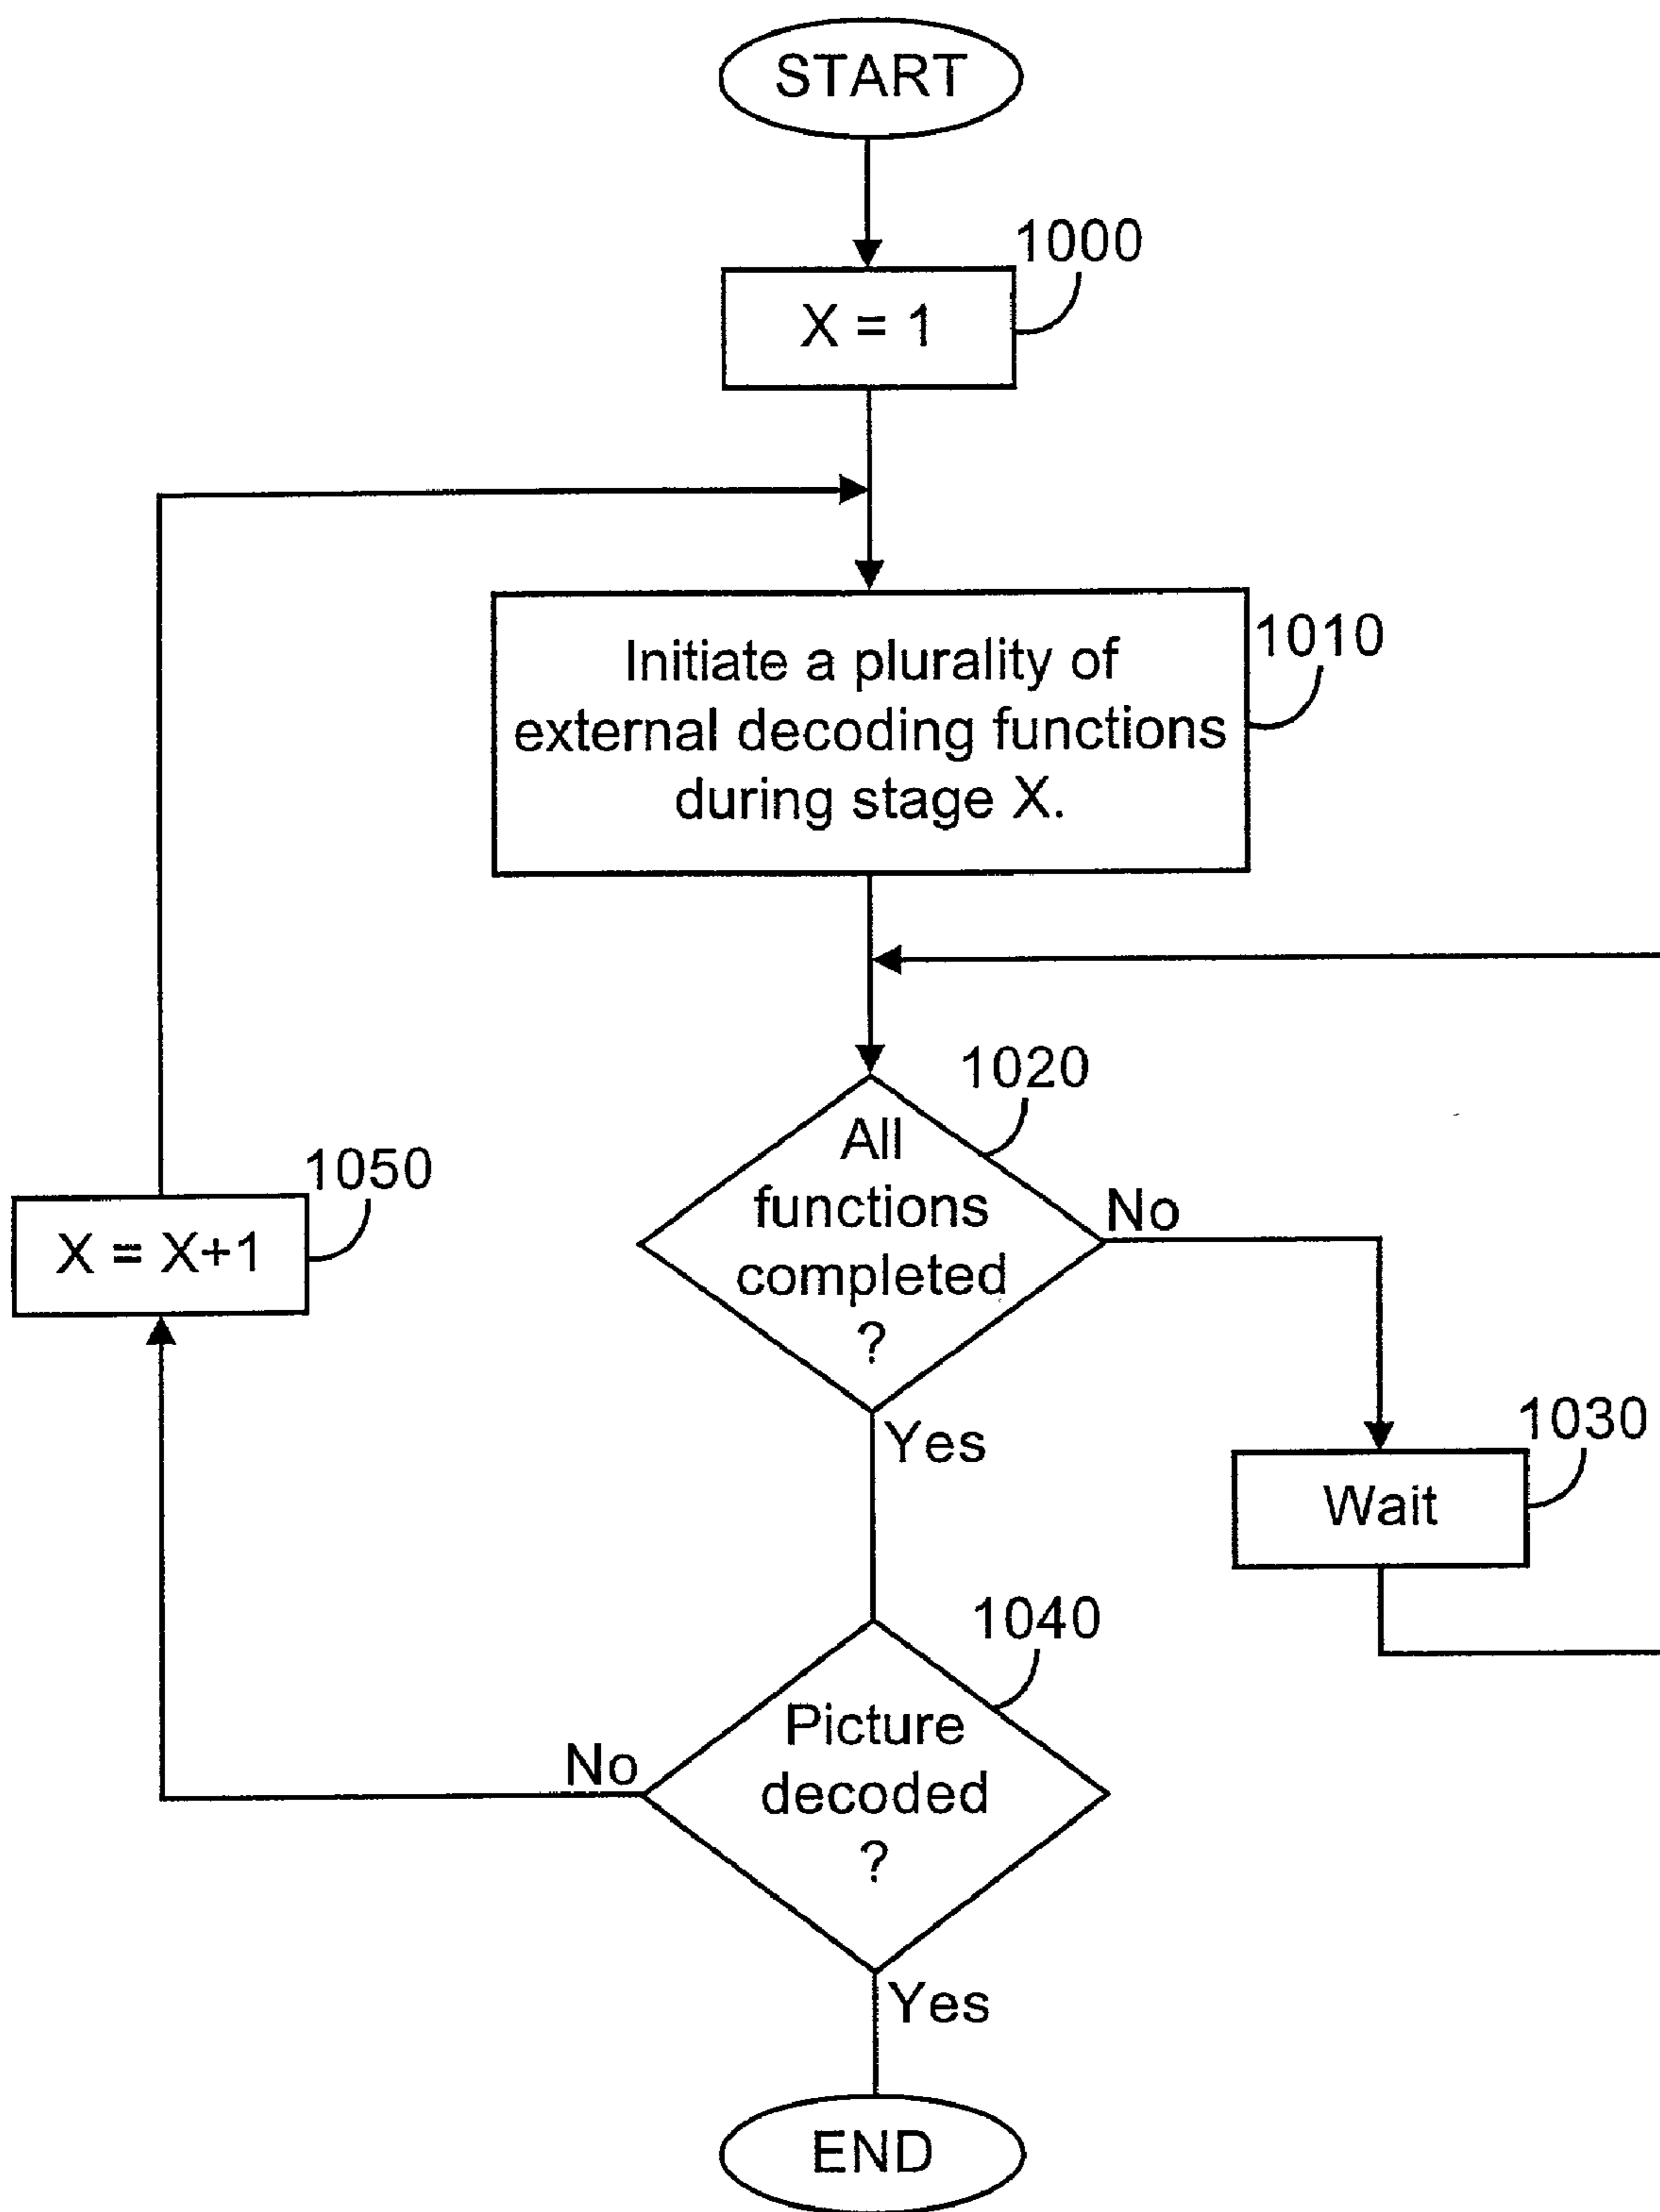 START
1000
X = 1
1010
Initiate a plurality of
external decoding functions
during stage X.
1020
All
functions
completed
?
No
Yes
1050
X = X+1
1030
Wait
1040
Picture
decoded
?
No
Yes
END